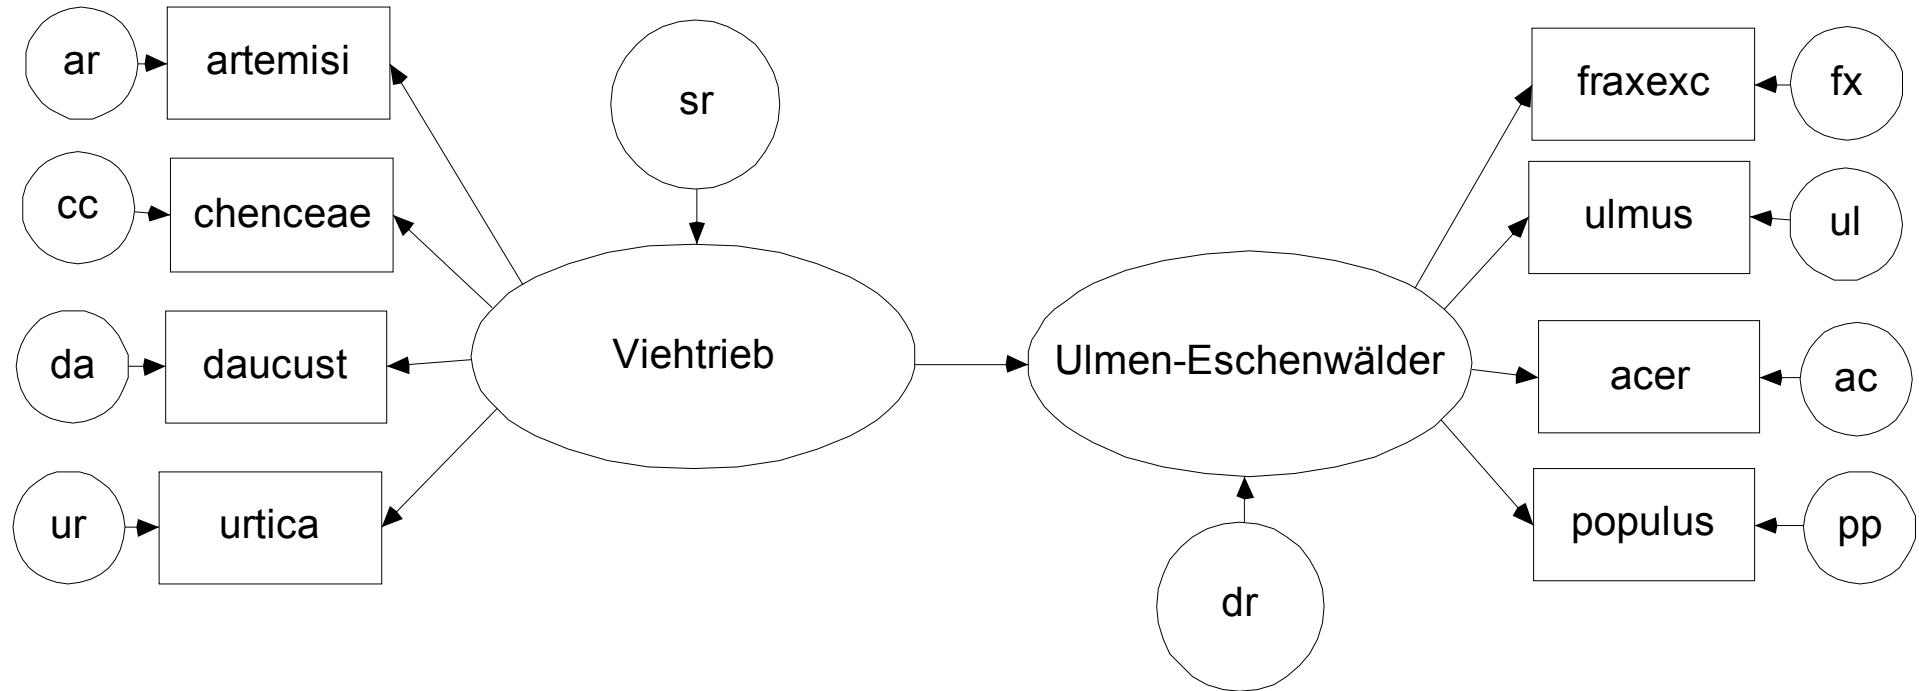 ar
artemisi
sr
fraxexc
fx
cc
chenceae
ulmus
ul
da
daucust
Viehtrieb
Ulmen-Eschenwälder
acer
ac
ur
urtica
populus
pp
dr